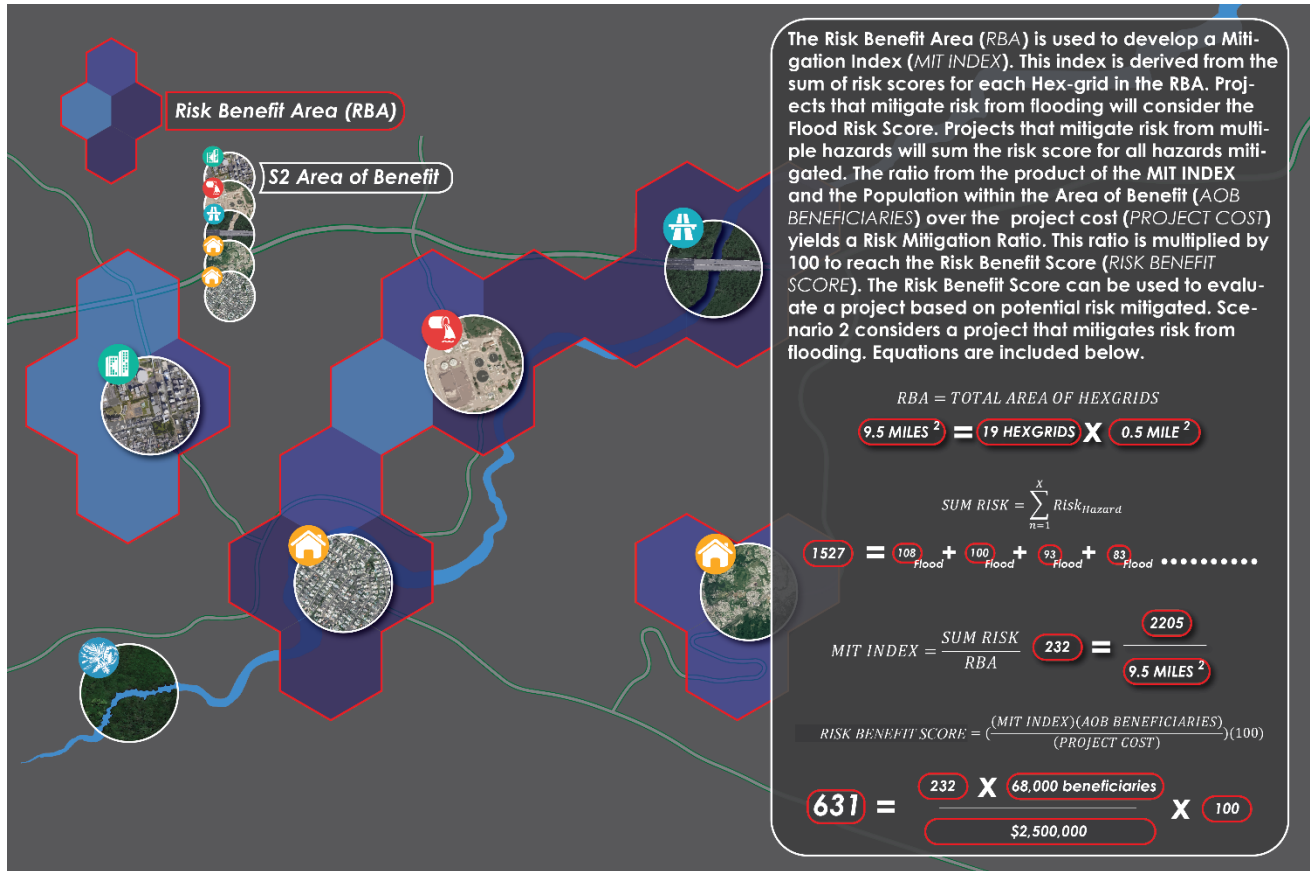 Risk Benefit Area (RBA)
S2 Area of Benefit
The Risk Benefit Area (RBA) is used to develop a Miti-
gation Index (MIT INDEX). This index is derived from the
sum of risk scores for each Hex-grid in the RBA. Proj-
ects that mitigate risk from flooding will consider the
Flood Risk Score. Projects that mitigate risk from multi-
ple hazards will sum the risk score for all hazards miti-
gated. The ratio from the product of the MIT INDEX
and the Population within the Area of Benefit (AOB
BENEFICIARIES) over the project cost (PROJECT COST)
yields a Risk Mitigation Ratio. This ratio is multiplied by
100 to reach the Risk Benefit Score (RISK BENEFIT
SCORE). The Risk Benefit Score can be used to evalu-
ate a project based on potential risk mitigated. Sce-
nario 2 considers a project that mitigates risk from
flooding. Equations are included below.
RBA = TOTAL AREA OF HEXGRIDS
9.5 MILES ² = 19 HEXGRIDS X 0.5 MILE ²
X
SUM RISK = ∑ Risk Hazard
n=1
1527 = 108 Flood + 100 Flood + 93 Flood + 83 Flood ..........
MIT INDEX = SUM RISK / RBA 232 = 2205 / 9.5 MILES ²
RISK BENEFIT SCORE = ((MIT INDEX)(AOB BENEFICIARIES) / (PROJECT COST))(100)
631 = 232 X 68,000 beneficiaries / $2,500,000 X 100